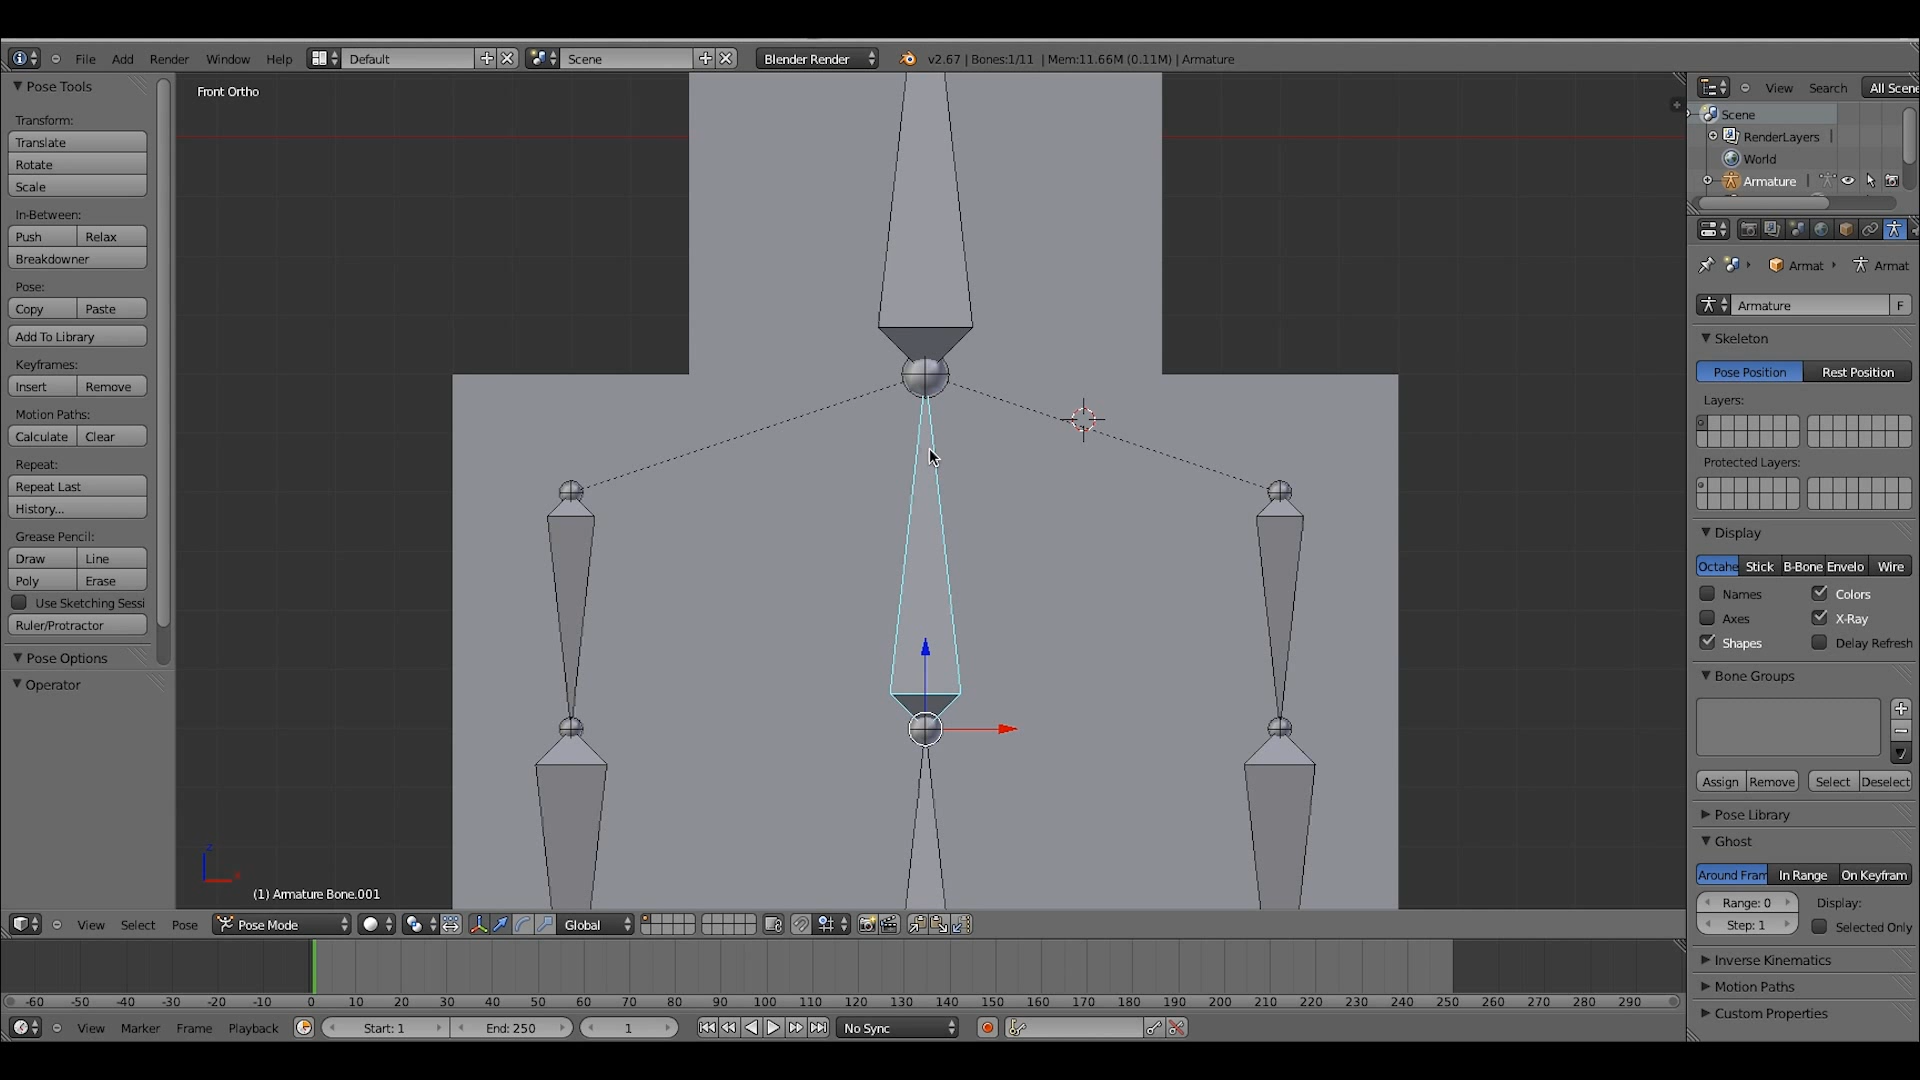 File Add Render Window Help Default Scene Blender Render v2.67 | Bones:1/11 | Mem:11.66M (0.11M) | Armature
Pose Tools
Transform:
Translate
Rotate
Scale
In-Between:
Push Relax
Breakdowner
Pose:
Copy Paste
Add To Library
Keyframes:
Insert Remove
Motion Paths:
Calculate Clear
Repeat:
Repeat Last
History...
Grease Pencil:
Draw Line
Poly Erase
Use Sketching Sessi
Ruler/Protractor
Pose Options
Operator
Front Ortho
(1) Armature Bone.001
View Select Pose Pose Mode Global
View Search All Scene
Scene
RenderLayers
World
Armature
Armat Armat
Armature F
Skeleton
Pose Position Rest Position
Layers:
Protected Layers:
Display
Octahe Stick B-Bone Envelo Wire
Names Colors
Axes X-Ray
Shapes Delay Refresh
Bone Groups
Assign Remove Select Deselect
Pose Library
Ghost
Around Fram In Range On Keyfram
Range: 0 Display:
Step: 1 Selected Only
Inverse Kinematics
Motion Paths
Custom Properties
-60 -50 -40 -30 -20 -10 0 10 20 30 40 50 60 70 80 90 100 110 120 130 140 150 160 170 180 190 200 210 220 230 240 250 260 270 280 290
View Marker Frame Playback Start: 1 End: 250 1 No Sync